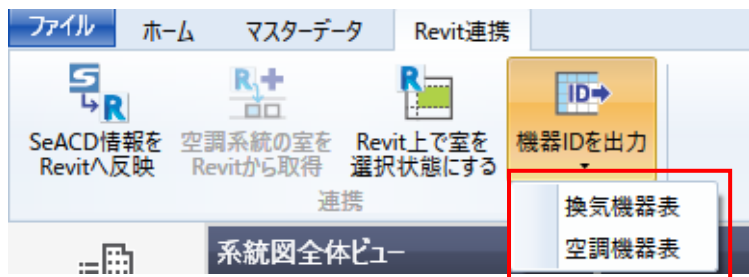 ファイル ホーム マスターデータ Revit連携
SeACD情報を
Revitへ反映
空調系統の室を
Revitから取得
Revit上で室を
選択状態にする
ID
機器IDを出力
連携
換気機器表
空調機器表
系統図全体ビュー